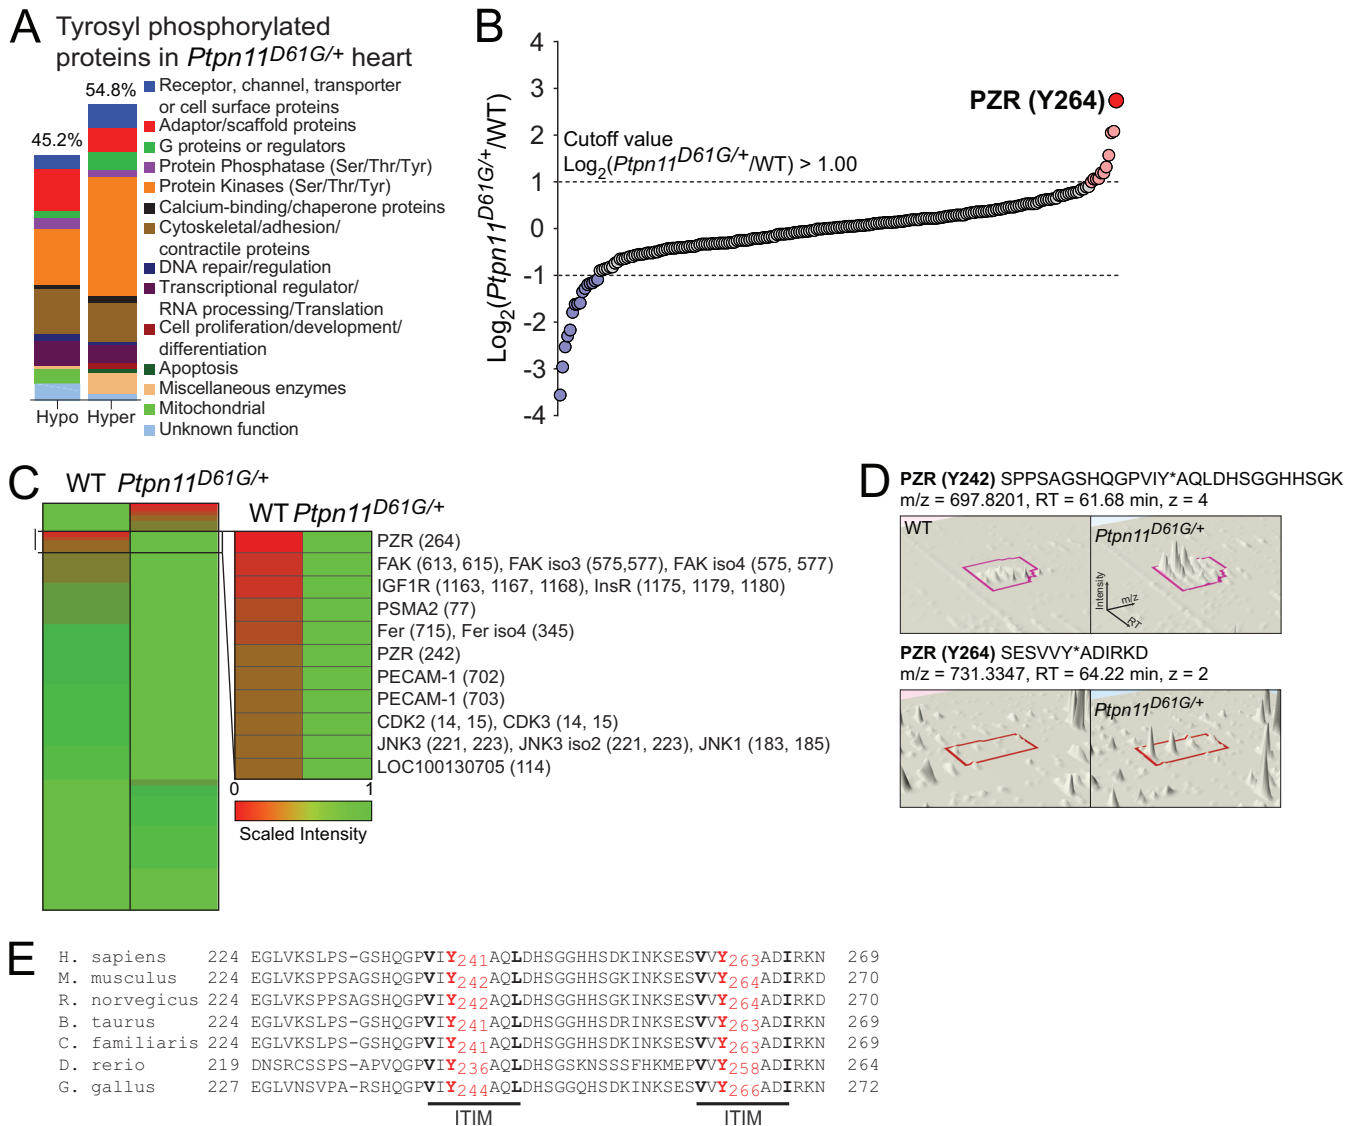 A Tyrosyl phosphorylated
proteins in Ptpn11D61G/+ heart
54.8%
45.2%
Receptor, channel, transporter
or cell surface proteins
Adaptor/scaffold proteins
G proteins or regulators
Protein Phosphatase (Ser/Thr/Tyr)
Protein Kinases (Ser/Thr/Tyr)
Calcium-binding/chaperone proteins
Cytoskeletal/adhesion/
contractile proteins
DNA repair/regulation
Transcriptional regulator/
RNA processing/Translation
Cell proliferation/development/
differentiation
Apoptosis
Miscellaneous enzymes
Mitochondrial
Unknown function
Hypo Hyper
B
Log2(Ptpn11D61G/+/WT)
4
3
2
1
0
-1
-2
-3
-4
PZR (Y264)
Cutoff value
Log2(Ptpn11D61G/+/WT) > 1.00
C
WT Ptpn11D61G/+
WT Ptpn11D61G/+
PZR (264)
FAK (613, 615), FAK iso3 (575,577), FAK iso4 (575, 577)
IGF1R (1163, 1167, 1168), InsR (1175, 1179, 1180)
PSMA2 (77)
Fer (715), Fer iso4 (345)
PZR (242)
PECAM-1 (702)
PECAM-1 (703)
CDK2 (14, 15), CDK3 (14, 15)
JNK3 (221, 223), JNK3 iso2 (221, 223), JNK1 (183, 185)
LOC100130705 (114)
0 1
Scaled Intensity
D
PZR (Y242) SPPSAGSHQGPVIY*AQLDHSGGHHSGK
m/z = 697.8201, RT = 61.68 min, z = 4
WT
Ptpn11D61G/+
Intensity
m/z
RT
PZR (Y264) SESVVY*ADIRKD
m/z = 731.3347, RT = 64.22 min, z = 2
Ptpn11D61G/+
E
H. sapiens 224 EGLVKSLPS-GSHQGPVIY241AQLDHSGGHHSDKINKSESVVY263ADIRKN 269
M. musculus 224 EGLVKSPPSAGSHQGPVIY242AQLDHSGGHHSGKINKSESVVY264ADIRKD 270
R. norvegicus 224 EGLVKSPPSAGSHQGPVIY242AQLDHSGGHHSGKINKSESVVY264ADIRKD 270
B. taurus 224 EGLVKSLPS-GSHQGPVIY241AQLDHSGGHHSDRINKSESVVY263ADIRKN 269
C. familiaris 224 EGLVKSLPS-GSHQGPVIY241AQLDHSGGHHSDKINKSESVVY263ADIRKN 269
D. rerio 219 DNSRCSSPS-APVQGPVIY236AQLDHSGSKNSSSFHKMEPVVY258ADIRKN 264
G. gallus 227 EGLVNSVPA-RSHQGPVIY244AQLDHSGGQHSDKINKSESVVY266ADIRKN 272
ITIM ITIM